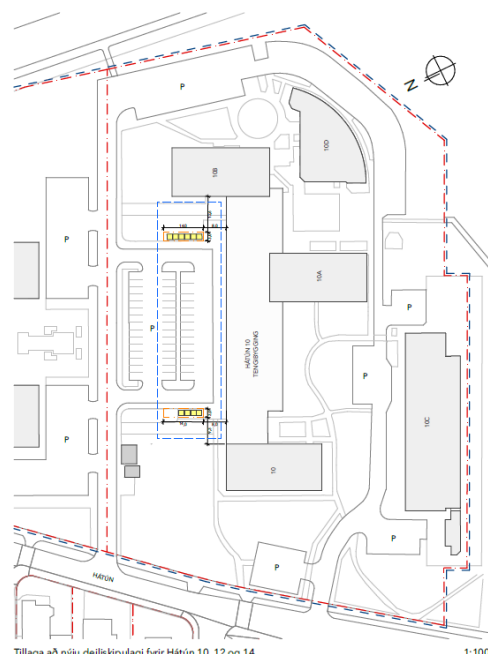 P
N
10D
10B
P
10A
P
P
HÁTÚN 10
TENGIBYGGING
P
10C
P
P
10
P
P
HÁTÚN
Tillaga að nýju deiliskipulagi fyrir Hátún 10, 12 og 14
1:100